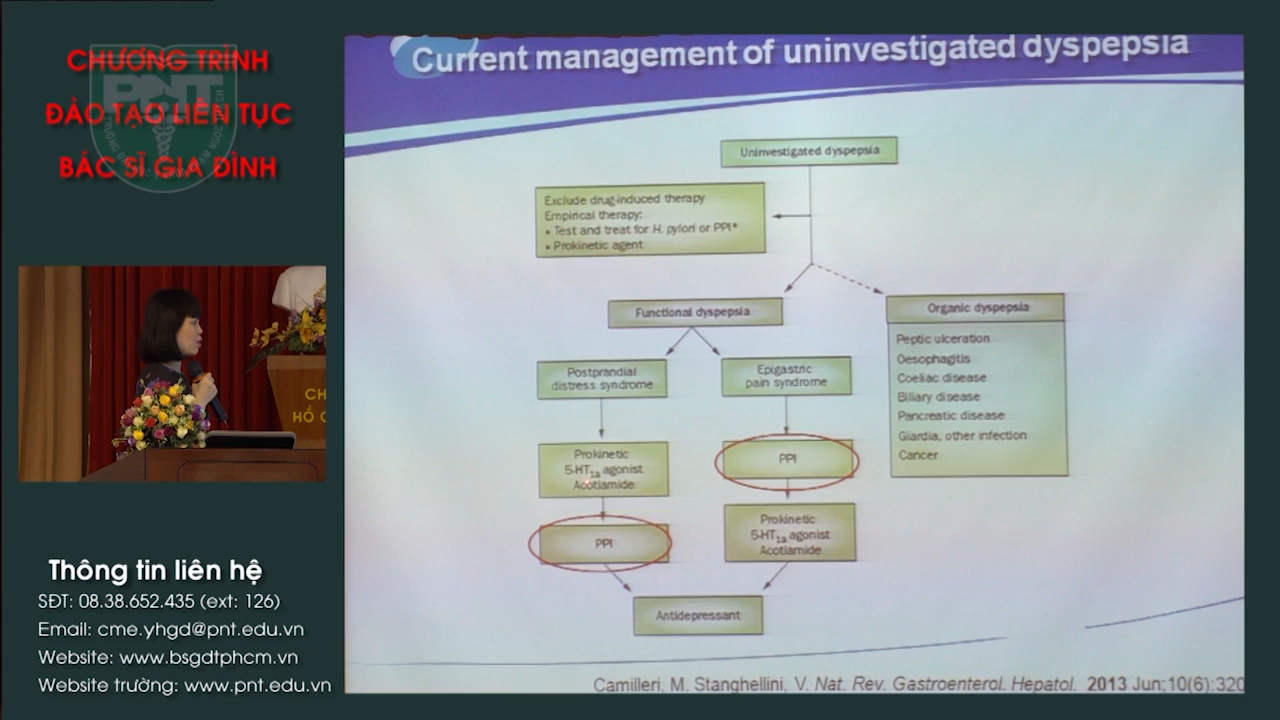 CHƯƠNG TRÌNH
ĐÀO TẠO LIÊN TỤC
BÁC SĨ GIA ĐÌNH
PNT
Thông tin liên hệ
SĐT: 08.38.652.435 (ext: 126)
Email: cme.yhgd@pnt.edu.vn
Website: www.bsgdtphcm.vn
Website trường: www.pnt.edu.vn
CH
HỒ C
Current management of uninvestigated dyspepsia
Uninvestigated dyspepsia
Exclude drug-induced therapy
Empirical therapy:
• Test and treat for H. pylori or PPI*
• Prokinetic agent
Functional dyspepsia
Organic dyspepsia
Peptic ulceration
Oesophagitis
Coeliac disease
Biliary disease
Pancreatic disease
Giardia, other infection
Cancer
Postprandial
distress syndrome
Epigastric
pain syndrome
Prokinetic
5-HT1a agonist
Acotiamide
PPI
PPI
Prokinetic
5-HT1a agonist
Acotiamide
Antidepressant
Camilleri, M. Stanghellini, V. Nat. Rev. Gastroenterol. Hepatol. 2013 Jun;10(6):320